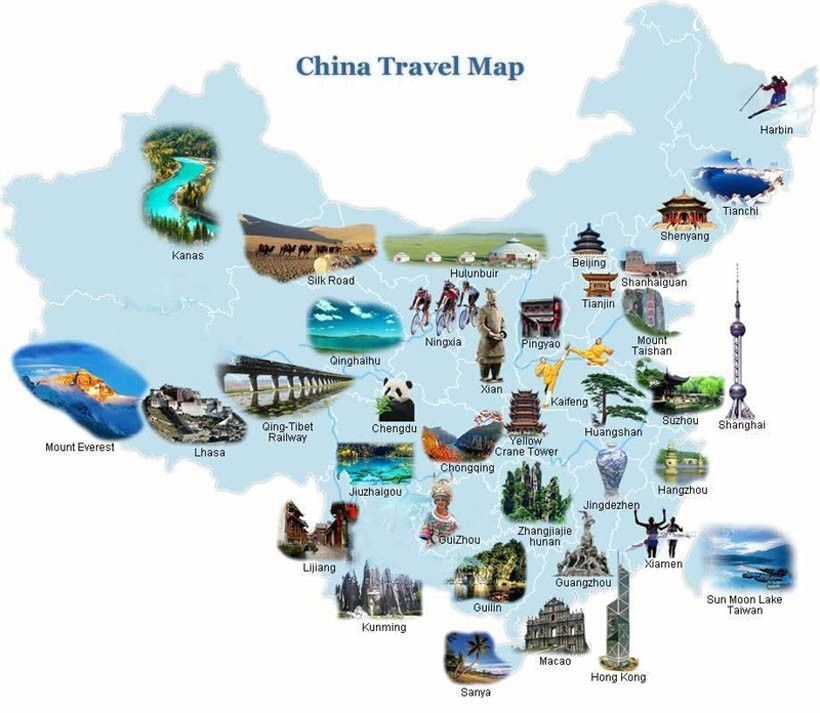 China Travel Map
Harbin
Tianchi
Shenyang
Kanas
Silk Road
Hulunbuir
Beijing
Shanhaiguan
Tianjin
Qinghaihu
Ningxia
Pingyao
Mount
Taishan
Xian
Kaifeng
Mount Everest
Lhasa
Qing-Tibet
Railway
Chengdu
Yellow
Crane Tower
Huangshan
Suzhou
Shanghai
Chongqing
Jiuzhaigou
Hangzhou
Jingdezhen
GuiZhou
Zhangjiajie
hunan
Xiamen
Lijiang
Guangzhou
Guilin
Sun Moon Lake
Taiwan
Kunming
Macao
Hong Kong
Sanya